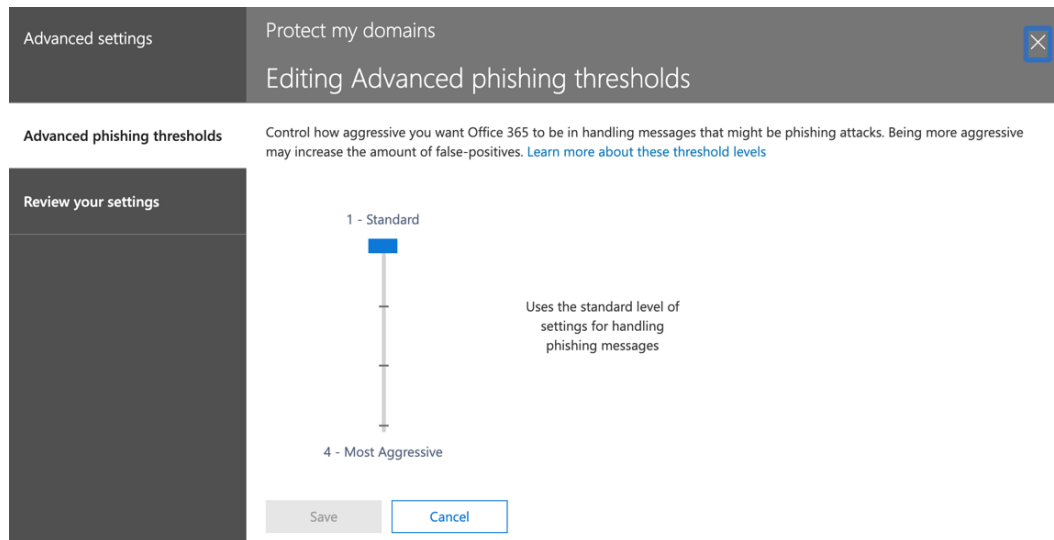 Advanced settings
Protect my domains
Editing Advanced phishing thresholds
Advanced phishing thresholds
Review your settings
Control how aggressive you want Office 365 to be in handling messages that might be phishing attacks. Being more aggressive
may increase the amount of false-positives. Learn more about these threshold levels
1 - Standard
Uses the standard level of
settings for handling
phishing messages
4 - Most Aggressive
Save
Cancel